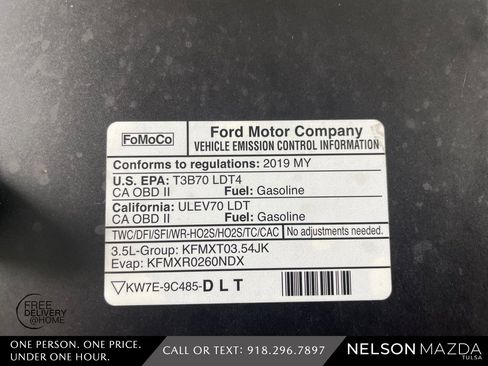 FoMoCo
Ford Motor Company
VEHICLE EMISSION CONTROL INFORMATION
Conforms to regulations: 2019 MY
U.S. EPA: T3B70 LDT4
CA OBD II Fuel: Gasoline
California: ULEV70 LDT
CA OBD II Fuel: Gasoline
TWC/DFI/SFI/WR-HO2S/HO2S/TC/CAC No adjustments needed.
3.5L-Group: KFMXT03.54JK
Evap: KFMXR0260NDX
KW7E-9C485-DLT
FREE
DELIVERY
@HOME
ONE PERSON. ONE PRICE.
UNDER ONE HOUR.
CALL OR TEXT: 918.296.7897
NELSON MAZDA
TULSA